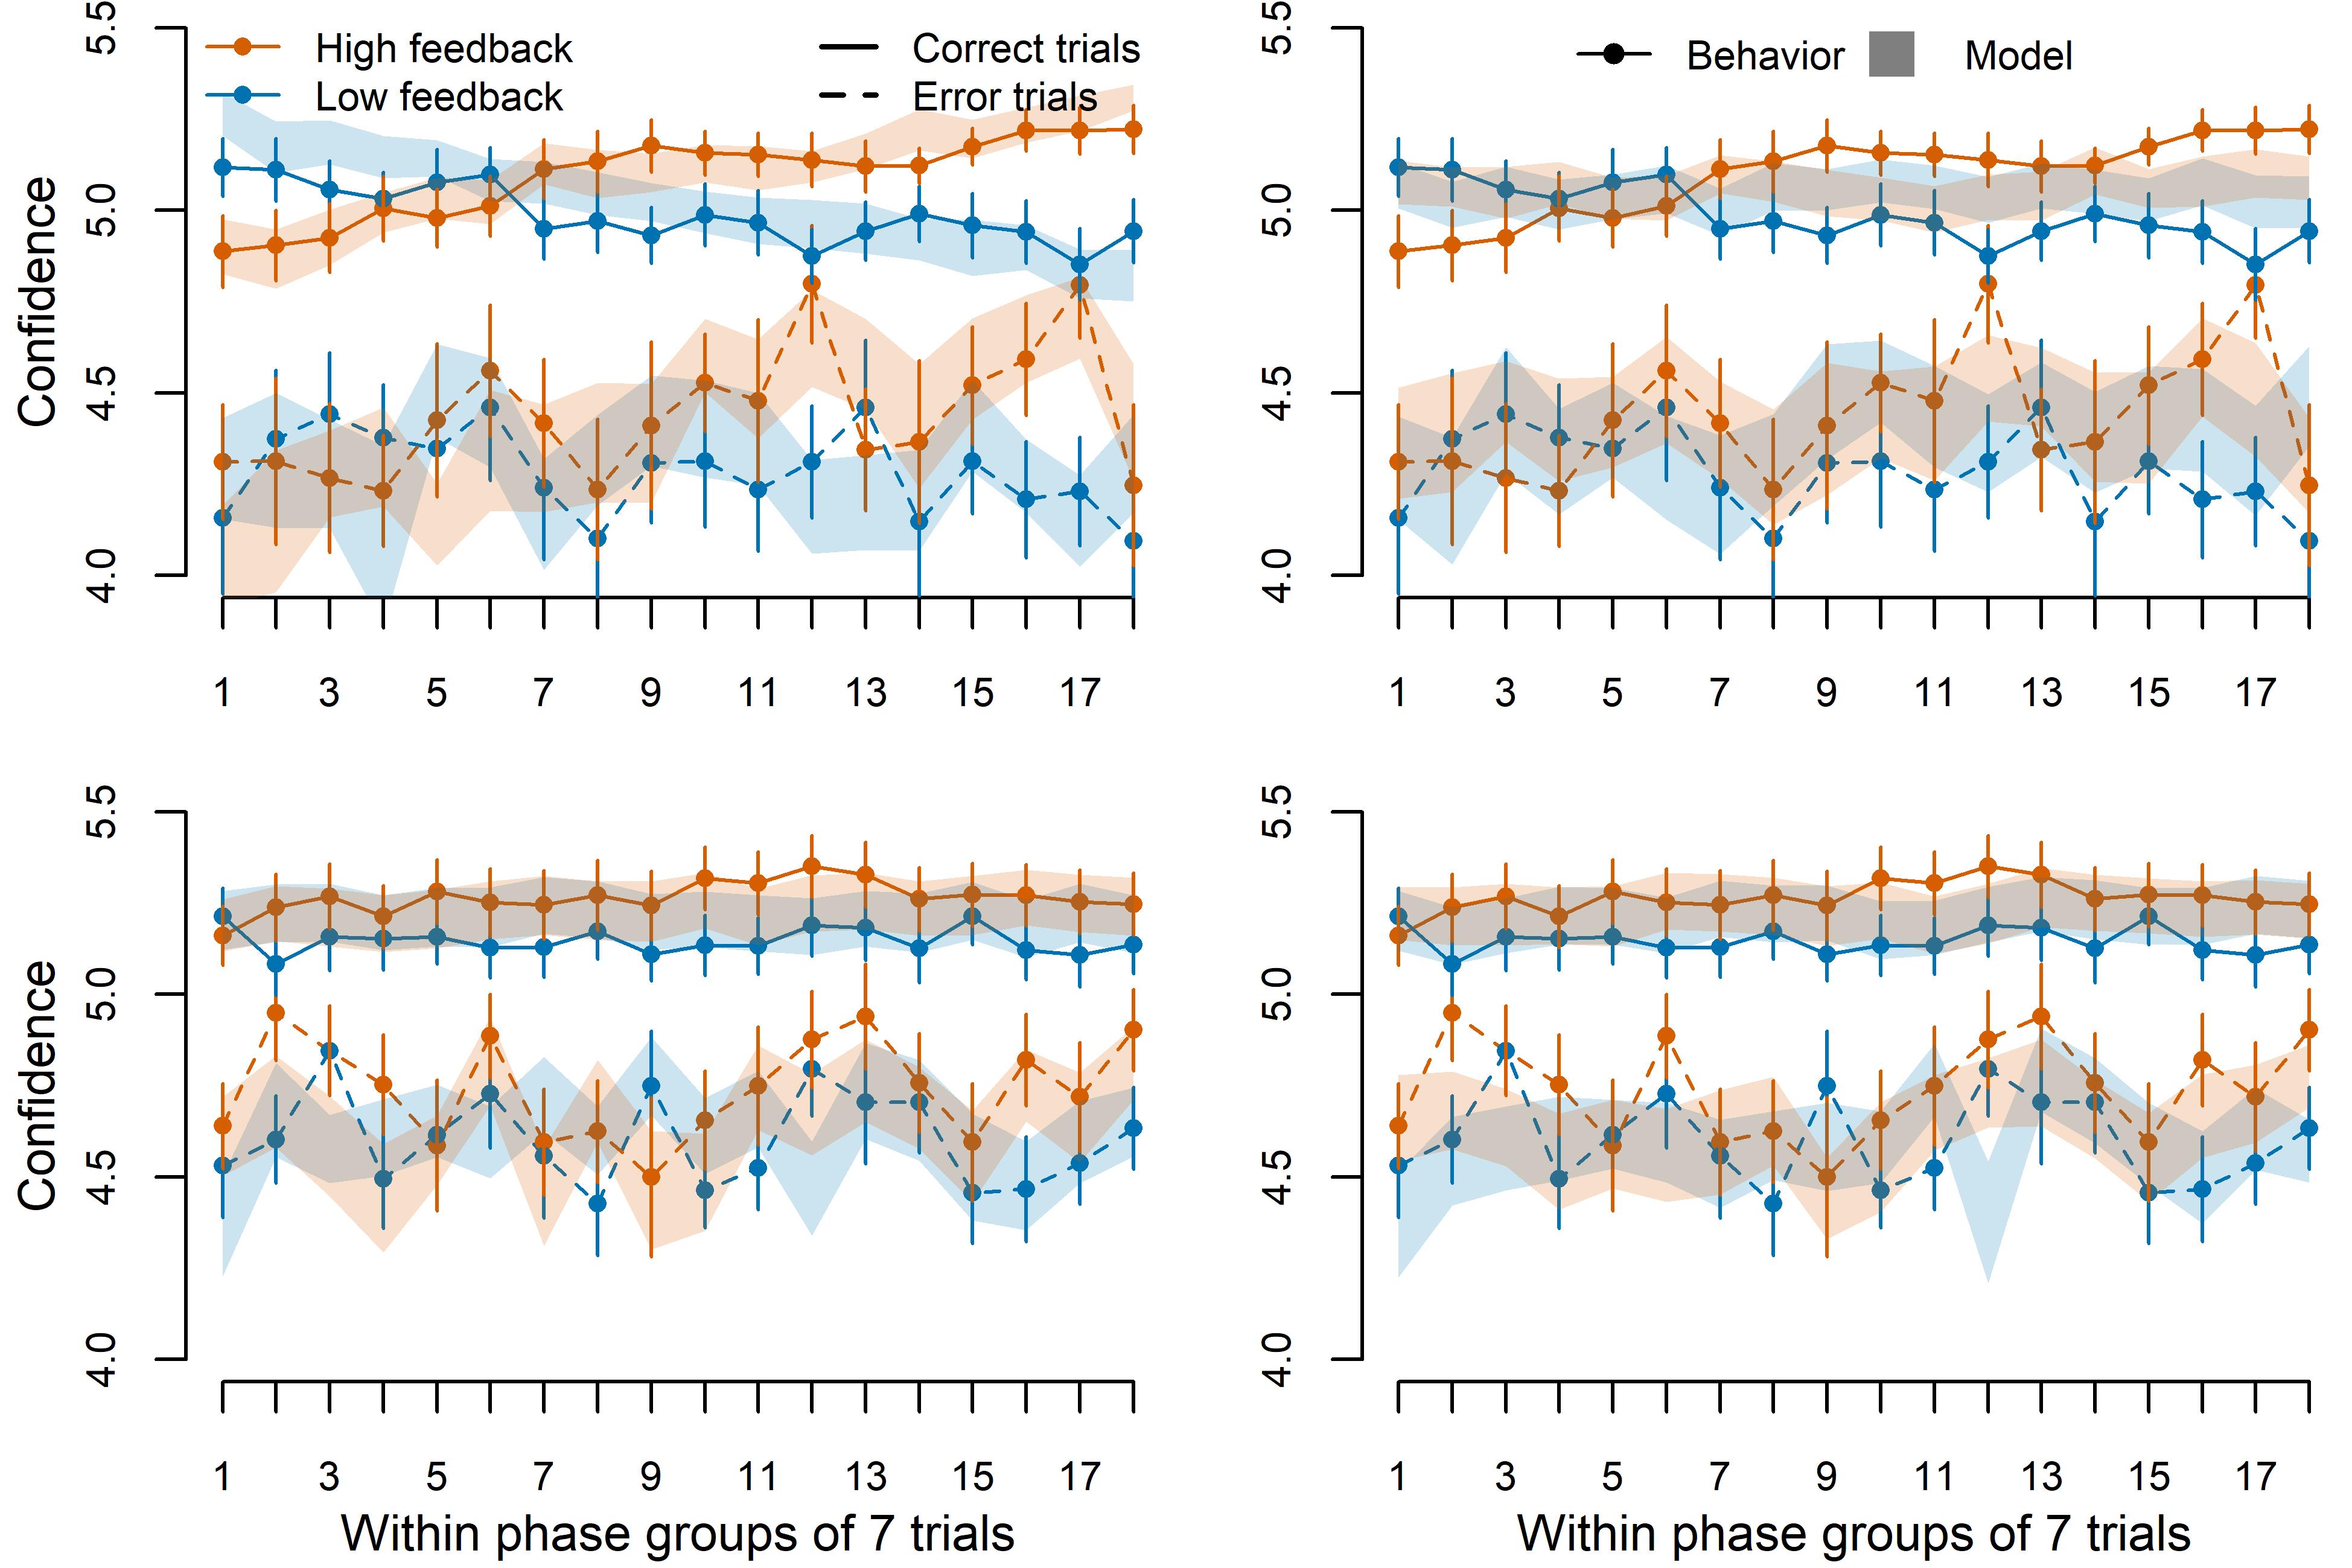 High feedback
Low feedback
Correct trials
Error trials
Confidence
5.5
5.0
4.5
4.0
1 3 5 7 9 11 13 15 17
Behavior
Model
5.5
5.0
4.5
4.0
1 3 5 7 9 11 13 15 17
Confidence
5.5
5.0
4.5
4.0
1 3 5 7 9 11 13 15 17
Within phase groups of 7 trials
5.5
5.0
4.5
4.0
1 3 5 7 9 11 13 15 17
Within phase groups of 7 trials